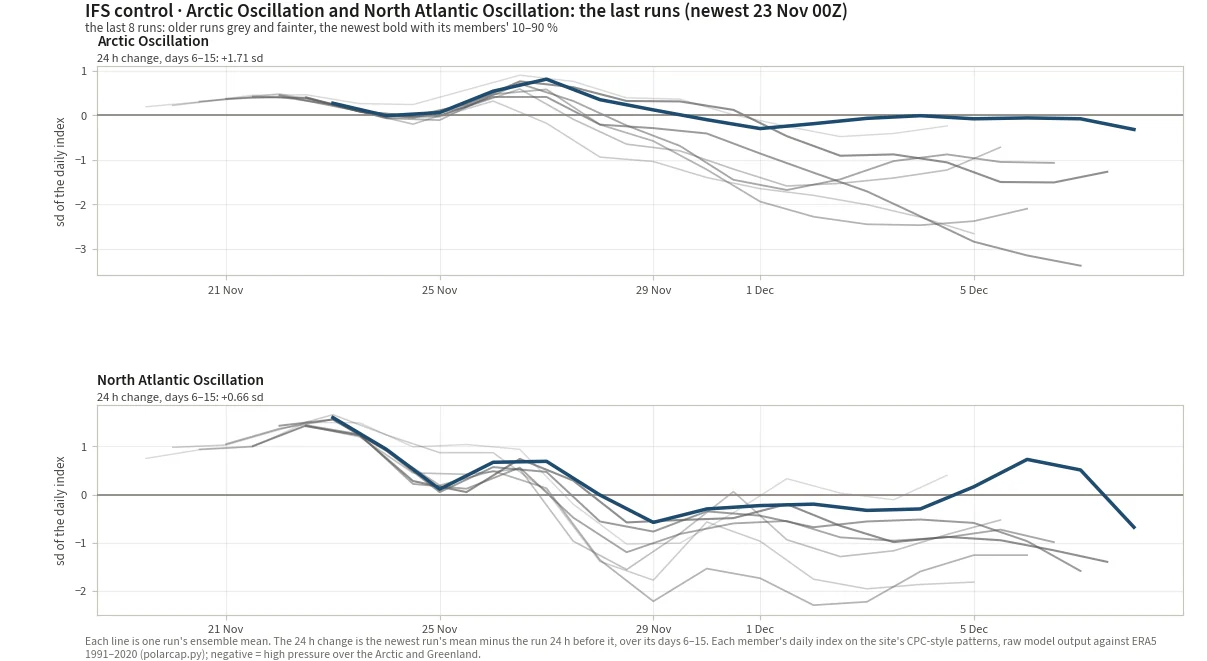 IFS control · Arctic Oscillation and North Atlantic Oscillation: the last runs (newest 23 Nov 00Z)
the last 8 runs: older runs grey and fainter, the newest bold with its members' 10–90 %
Arctic Oscillation
24 h change, days 6–15: +1.71 sd
sd of the daily index
1
0
−1
−2
−3
21 Nov
25 Nov
29 Nov
1 Dec
5 Dec
North Atlantic Oscillation
24 h change, days 6–15: +0.66 sd
sd of the daily index
1
0
−1
−2
21 Nov
25 Nov
29 Nov
1 Dec
5 Dec
Each line is one run's ensemble mean. The 24 h change is the newest run's mean minus the run 24 h before it, over its days 6–15. Each member's daily index on the site's CPC-style patterns, raw model output against ERA5
1991–2020 (polarcap.py); negative = high pressure over the Arctic and Greenland.